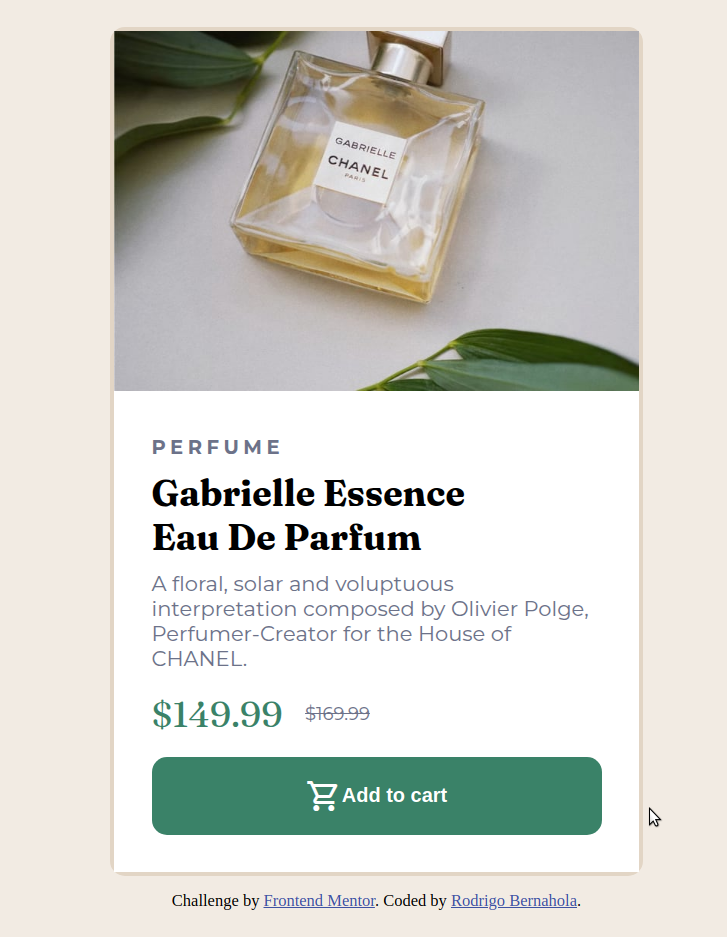 GABRIELLE
CHANEL
PARIS
PERFUME
Gabrielle Essence
Eau De Parfum
A floral, solar and voluptuous
interpretation composed by Olivier Polge,
Perfumer-Creator for the House of
CHANEL.
$149.99 $169.99
Add to cart
Challenge by Frontend Mentor. Coded by Rodrigo Bernahola.